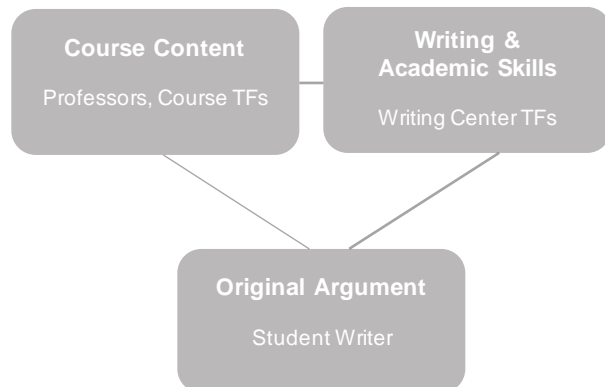 Course Content
Professors, Course TFs
Writing &
Academic Skills
Writing Center TFs
Original Argument
Student Writer